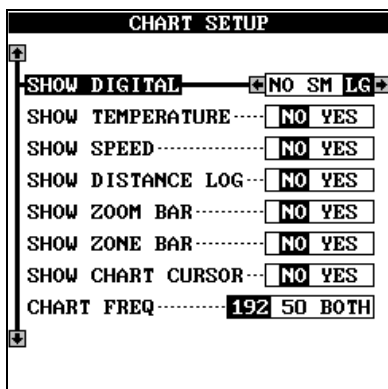 CHART SETUP
SHOW DIGITAL NO SM LG
SHOW TEMPERATURE NO YES
SHOW SPEED NO YES
SHOW DISTANCE LOG NO YES
SHOW ZOOM BAR NO YES
SHOW ZONE BAR NO YES
SHOW CHART CURSOR NO YES
CHART FREQ 192 50 BOTH